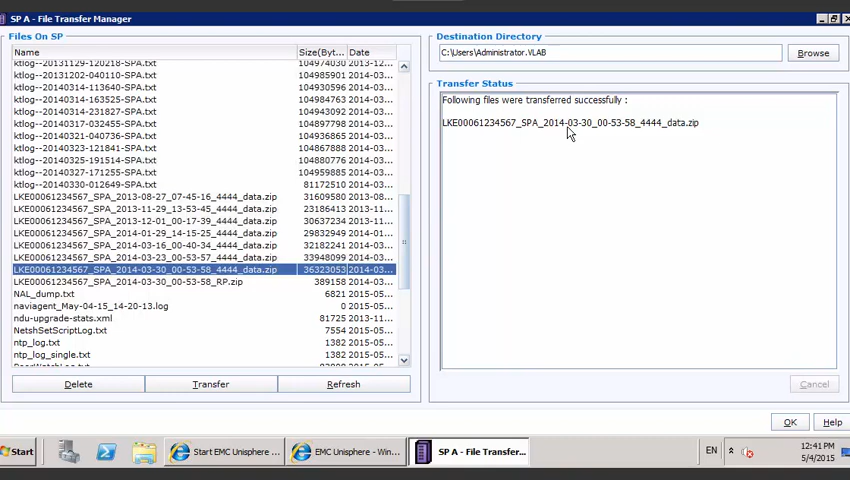 SP A - File Transfer Manager
Files On SP
Name Size(Byt... Date
ktlog--20131129-120218-SPA.txt 104974030 2013-12...
ktlog--20131202-040110-SPA.txt 104985901 2014-03...
ktlog--20140314-113640-SPA.txt 104930591 2014-03...
ktlog--20140314-163525-SPA.txt 104984763 2014-03...
ktlog--20140314-231827-SPA.txt 104943092 2014-03...
ktlog--20140317-032415-SPA.txt 104897798 2014-03...
ktlog--20140321-040736-SPA.txt 104936865 2014-03...
ktlog--20140323-121841-SPA.txt 104880776 2014-03...
ktlog--20140325-191514-SPA.txt 104884160 2014-03...
ktlog--20140327-171255-SPA.txt 104959885 2014-03...
ktlog--20140330-012649-SPA.txt 81172510 2014-03...
LKE00061234567_SPA_2013-08-27_07-45-16_4444_data.zip 31609580 2013-08...
LKE00061234567_SPA_2013-11-29_13-53-45_4444_data.zip 23186413 2013-11...
LKE00061234567_SPA_2013-12-01_00-17-39_4444_data.zip 30637234 2013-11...
LKE00061234567_SPA_2014-01-29_14-15-25_4444_data.zip 29832949 2014-01...
LKE00061234567_SPA_2014-03-16_00-40-34_4444_data.zip 32182241 2014-03...
LKE00061234567_SPA_2014-03-23_00-53-57_4444_data.zip 33948099 2014-03...
LKE00061234567_SPA_2014-03-30_00-53-58_4444_data.zip 36323053 2014-03...
LKE00061234567_SPA_2014-03-30_00-53-58_RP.zip 389158 2014-03...
NAL_dump.txt 6821 2015-05...
naviagent_May-04-15_14-20-13.log 0 2015-05...
ndu-upgrade-stats.xml 81725 2013-11...
NetshSetScriptLog.txt 7554 2015-05...
ntp_log.txt 1382 2015-05...
ntp_log_single.txt 1382 2015-05...
Delete Transfer Refresh
Destination Directory
C:\Users\Administrator.VLAB Browse
Transfer Status
Following files were transferred successfully :
LKE00061234567_SPA_2014-03-30_00-53-58_4444_data.zip
Cancel
OK Help
Start Start EMC Unisphere ... EMC Unisphere - Win... SP A - File Transfer... EN 12:41 PM
5/4/2015